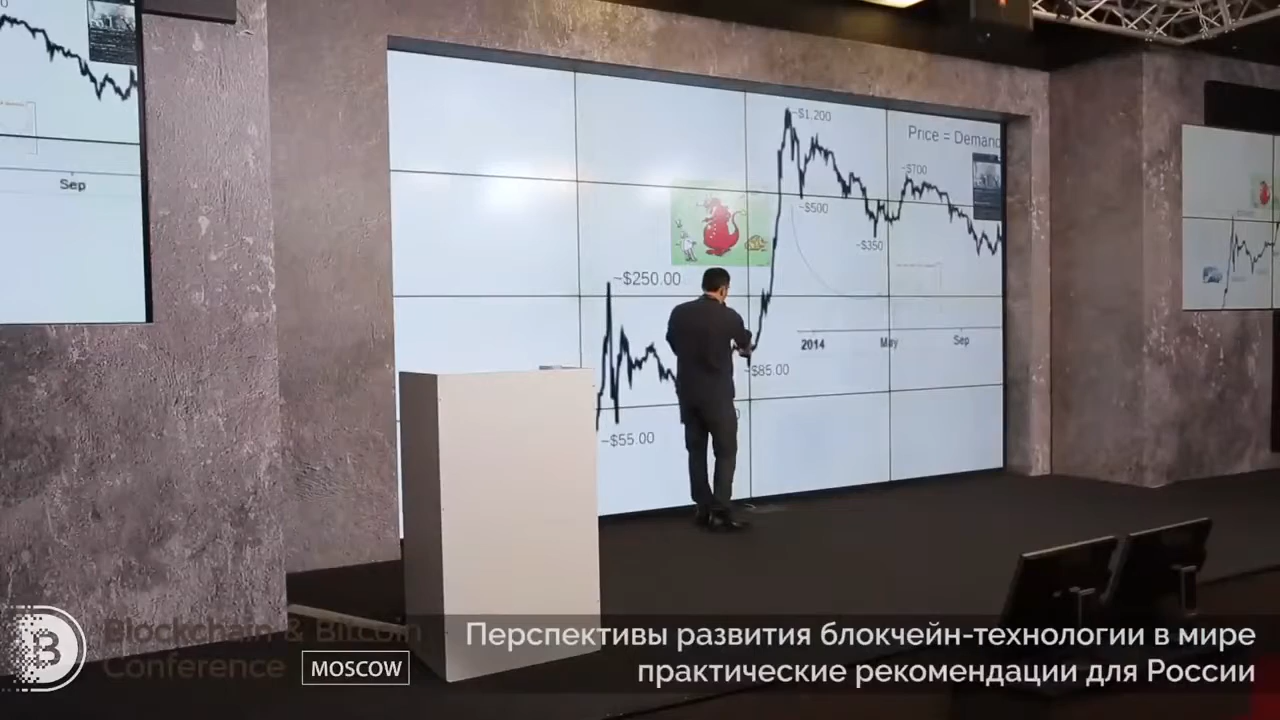 Sep
~$1,200
Price = Demand
~$700
~$500
~$350
~$250.00
2014
May
Sep
~$85.00
~$55.00
Blockchain & Bitcoin
Conference
MOSCOW
Перспективы развития блокчейн-технологии в мире
практические рекомендации для России